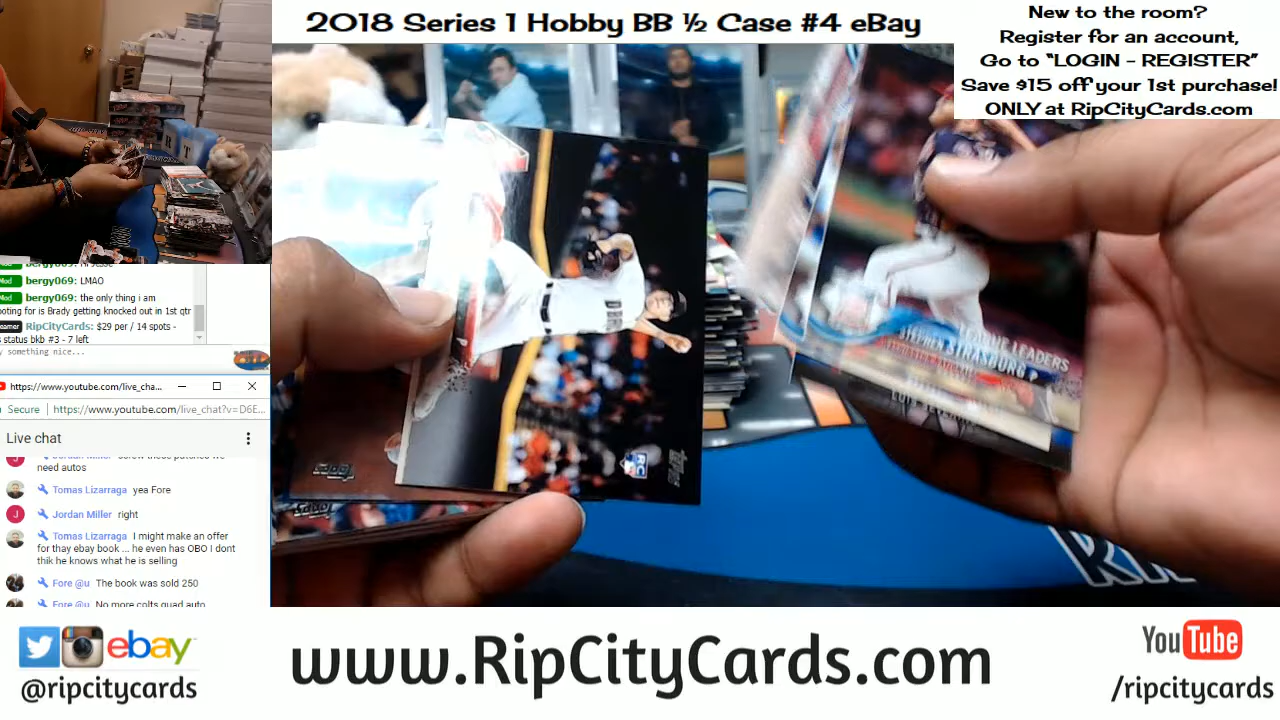 2018 Series 1 Hobby BB ½ Case #4 eBay
New to the room?
Register for an account,
Go to "LOGIN - REGISTER"
Save $15 off your 1st purchase!
ONLY at RipCityCards.com
bergy069: LMAO
bergy069: the only thing i am
oting for is Brady getting knocked out in 1st qtr
RipCityCards: $29 per / 14 spots -
status bkb #3 - 7 left
y something nice...
https://www.youtube.com/live_cha...
Secure
https://www.youtube.com/live_chat?v=D6E...
Live chat
need autos
Tomas Lizarraga yea Fore
J Jordan Miller right
Tomas Lizarraga I might make an offer
for thay ebay book ... he even has OBO I dont
thik he knows what he is selling
Fore @u The book was sold 250
Fore @u No more colts quad auto
LEAGUE LEADERS
STEPHEN STRASBURG P
RC
topps
ebay
@ripcitycards
www.RipCityCards.com
YouTube
/ripcitycards